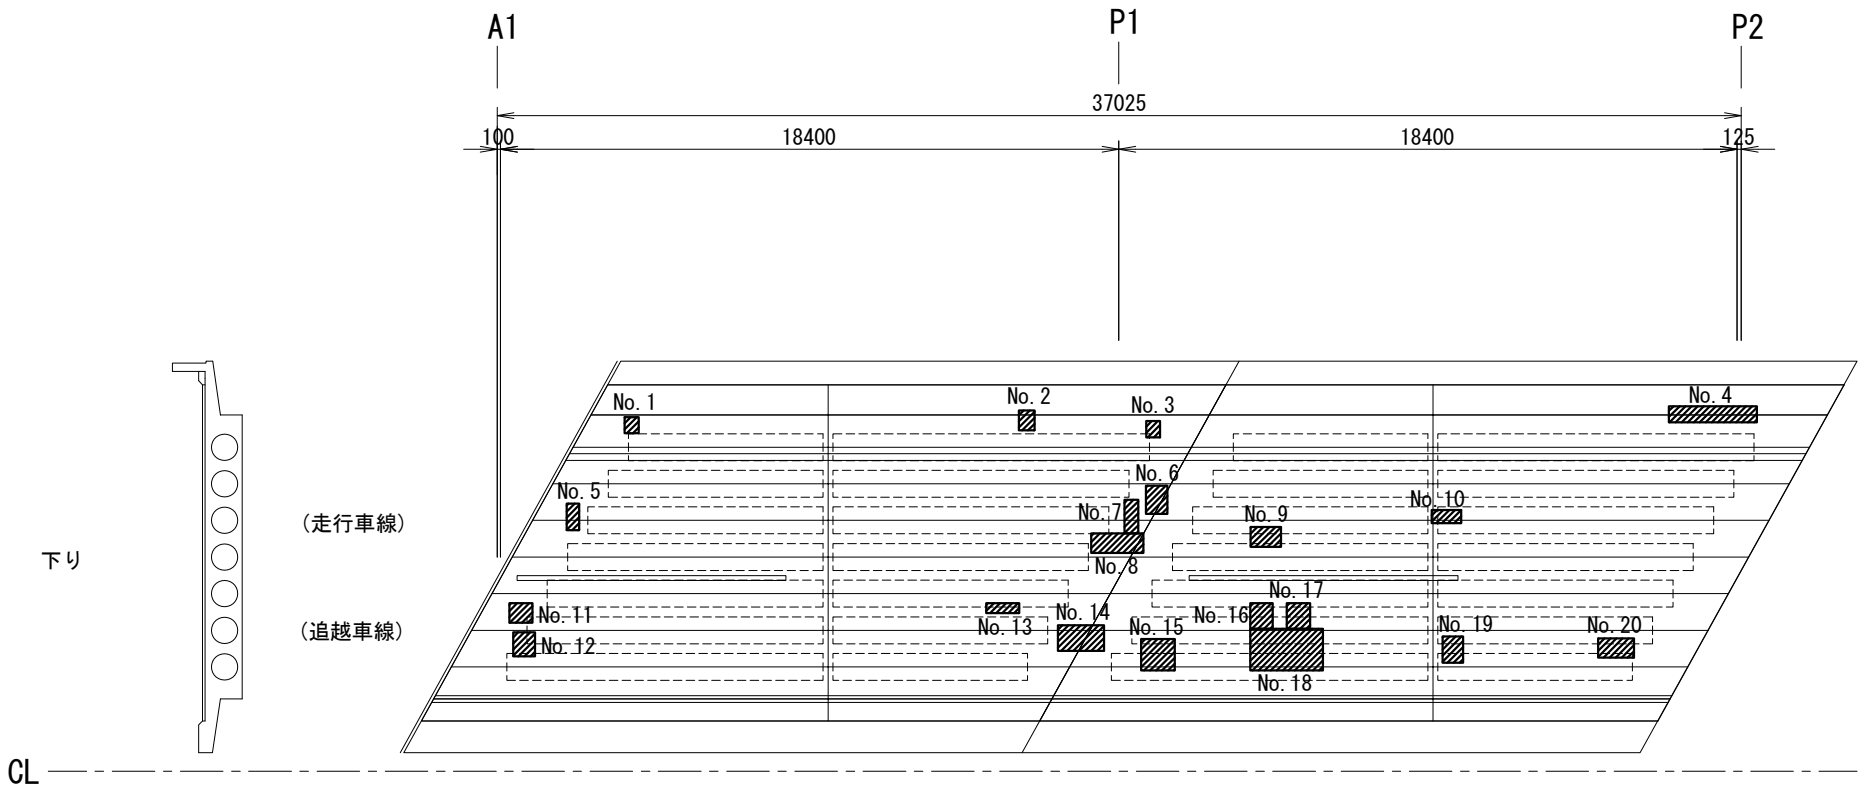 A1
P1
P2
37025
100
18400
18400
125
No. 1
No. 2
No. 3
No. 4
No. 5
No. 6
No. 7
No. 8
No. 9
No. 10
(走行車線)
下り
(追越車線)
No. 11
No. 12
No. 13
No. 14
No. 15
No. 16
No. 17
No. 18
No. 19
No. 20
CL